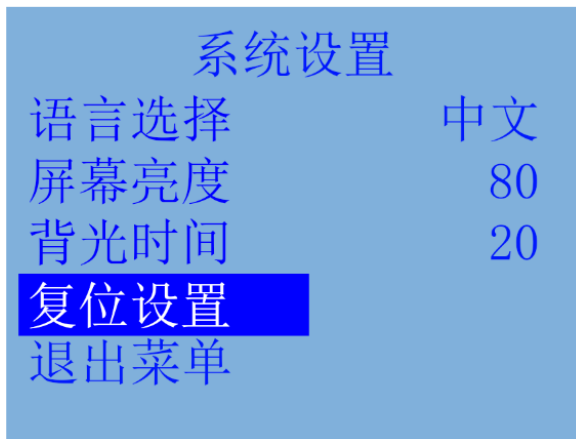 系统设置
语言选择 中文
屏幕亮度 80
背光时间 20
复位设置
退出菜单